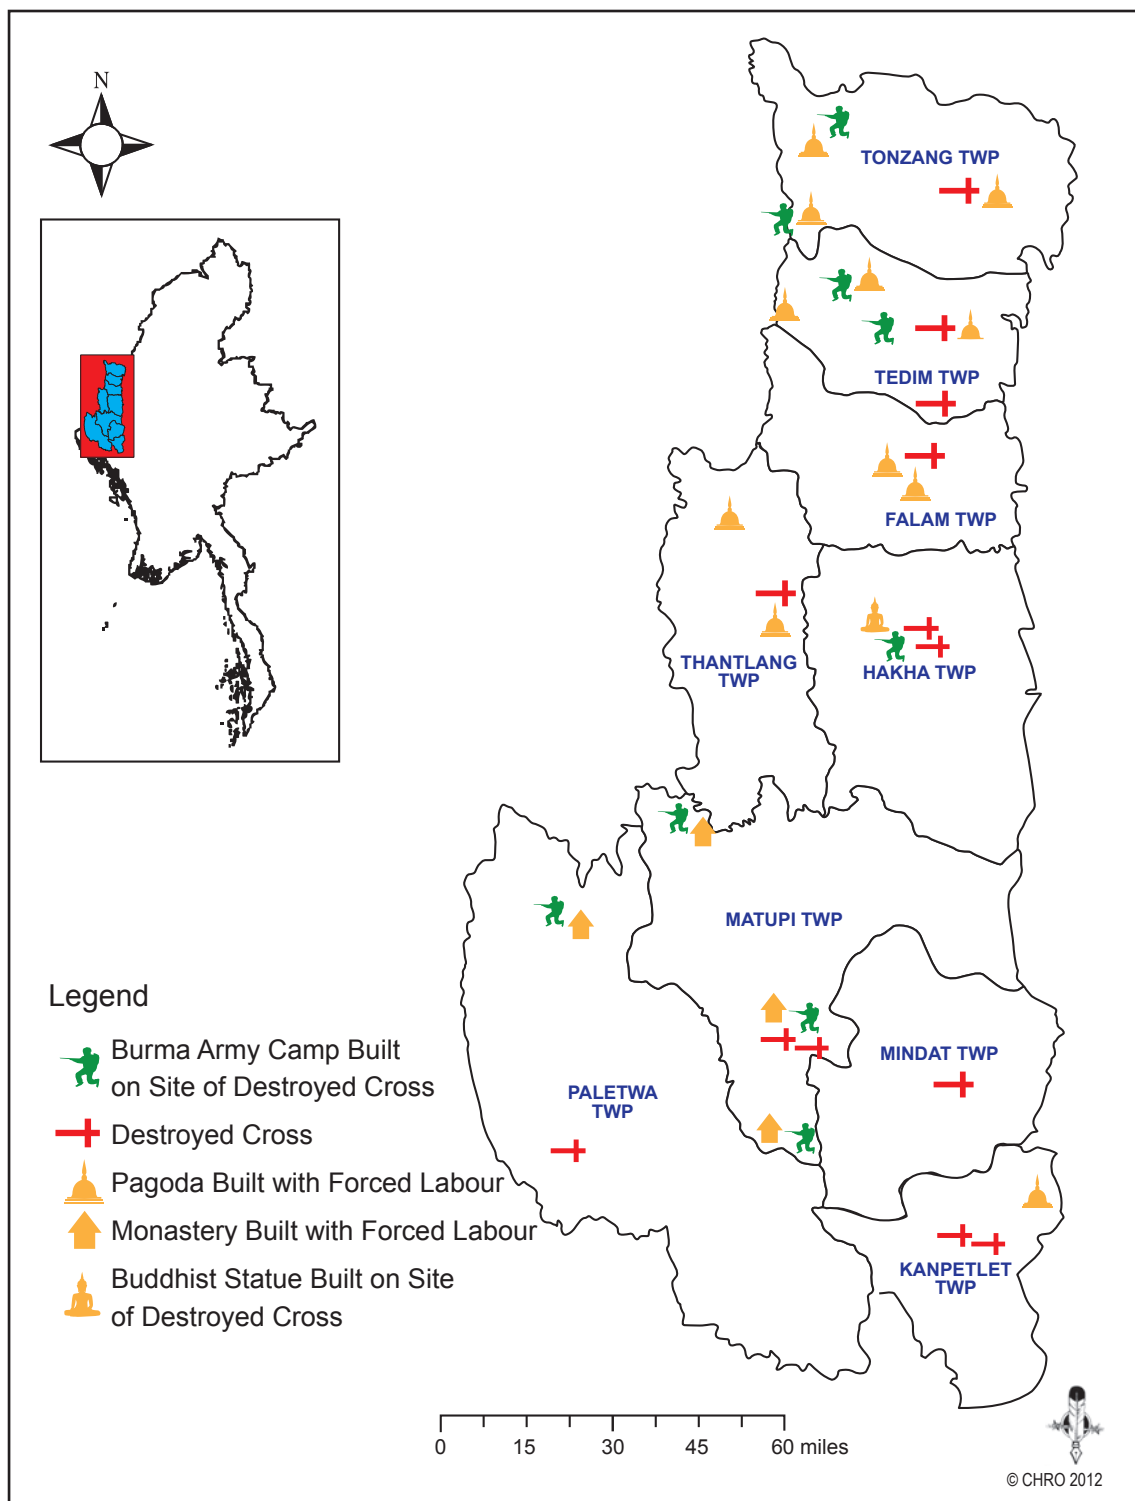 N
TONZANG TWP
TEDIM TWP
FALAM TWP
THANTLANG
TWP
HAKHA TWP
MATUPI TWP
MINDAT TWP
PALETWA
TWP
KANPETLET
TWP
Legend
Burma Army Camp Built
on Site of Destroyed Cross
Destroyed Cross
Pagoda Built with Forced Labour
Monastery Built with Forced Labour
Buddhist Statue Built on Site
of Destroyed Cross
0 15 30 45 60 miles
© CHRO 2012